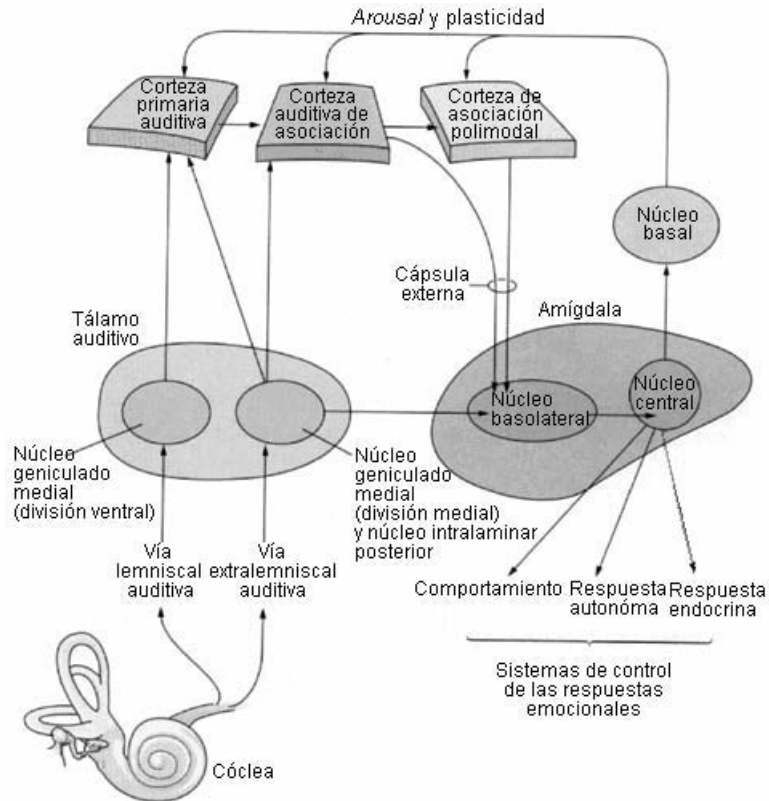 Arousal y plasticidad
Corteza
primaria
auditiva
Corteza
auditiva de
asociación
Corteza de
asociación
polimodal
Núcleo
basal
Cápsula
externa
Amígdala
Tálamo
auditivo
Núcleo
basolateral
Núcleo
central
Núcleo
geniculado
medial
(división ventral)
Núcleo
geniculado
medial
(división medial)
y núcleo intralaminar
posterior
Vía
lemniscal
auditiva
Vía
extralemniscal
auditiva
Comportamiento
Respuesta
autonóma
Respuesta
endocrina
Sistemas de control
de las respuestas
emocionales
Cóclea